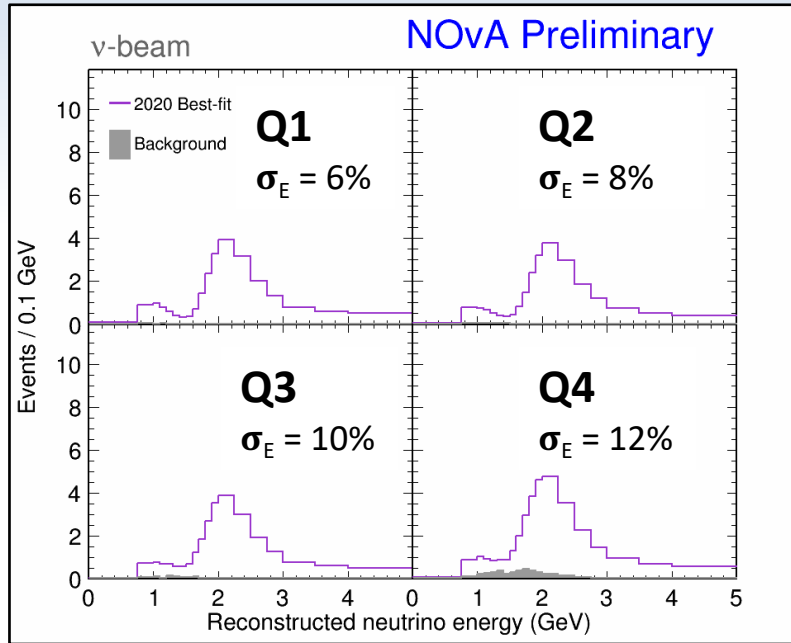 ν-beam NOvA Preliminary
2020 Best-fit
Background
Q1
σE = 6%
Q2
σE = 8%
10
8
6
4
2
0
Events / 0.1 GeV
Q3
σE = 10%
Q4
σE = 12%
10
8
6
4
2
0
0 1 2 3 4 0 1 2 3 4 5
Reconstructed neutrino energy (GeV)